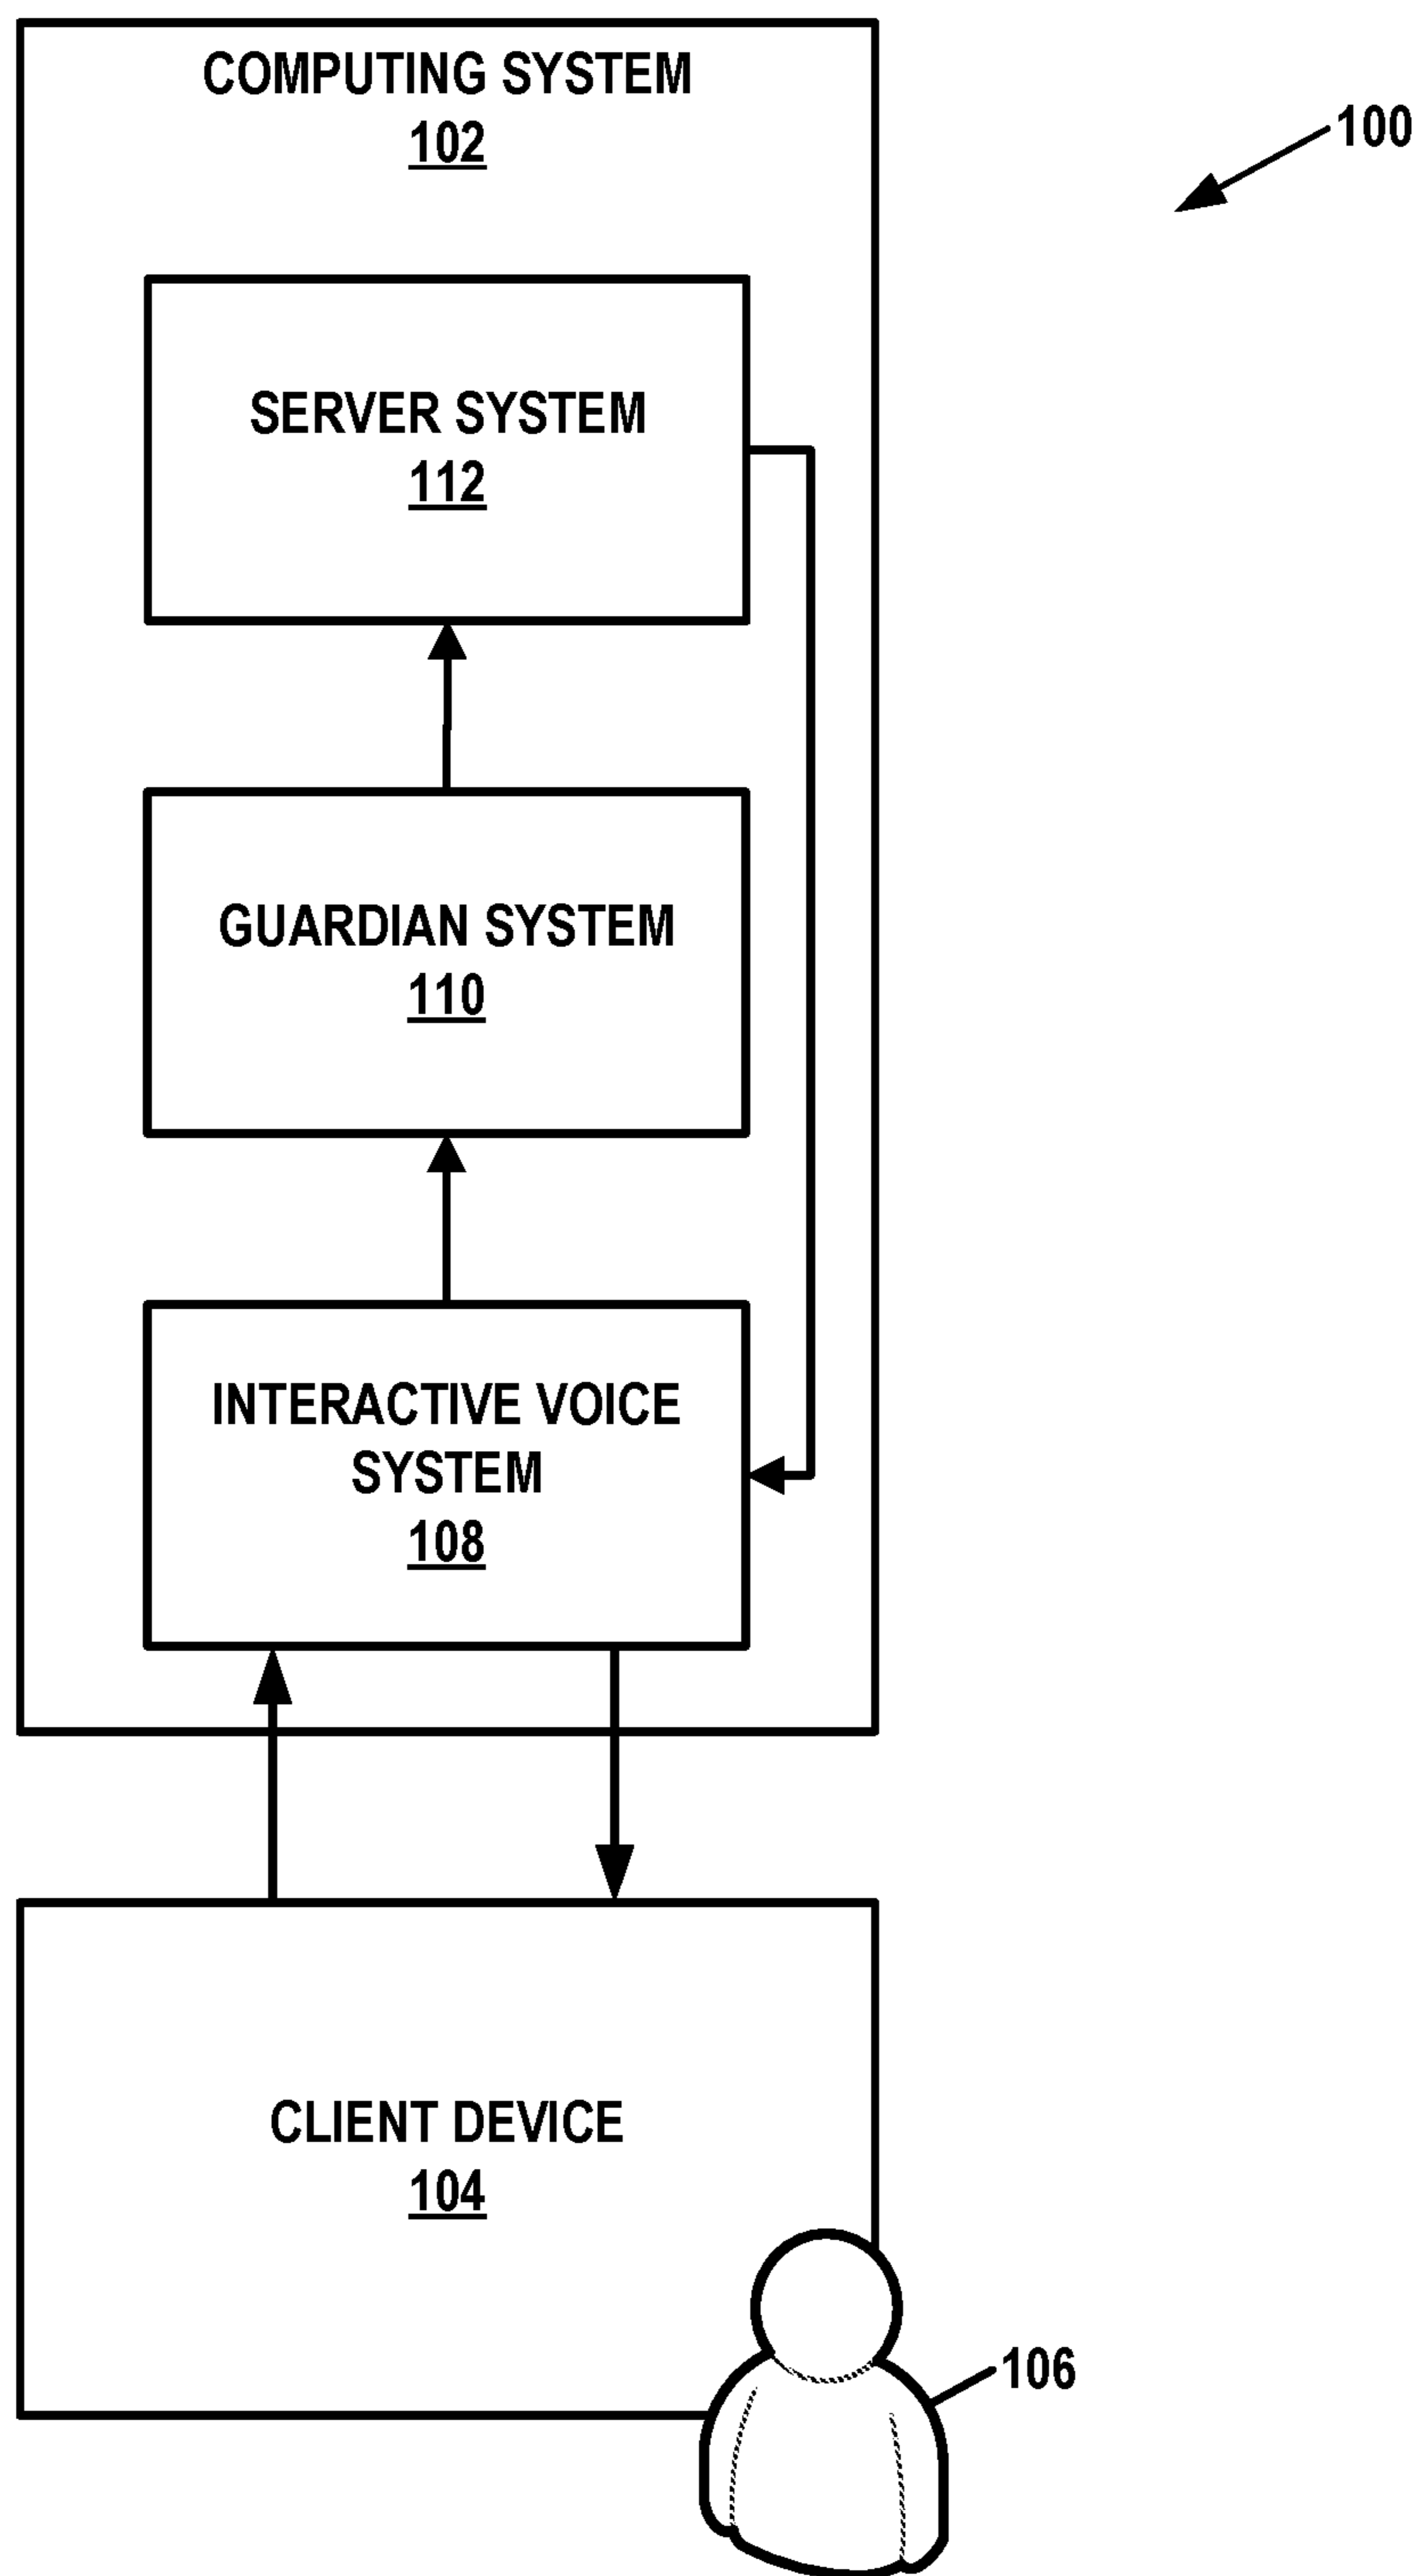 COMPUTING SYSTEM
102
100
SERVER SYSTEM
112
GUARDIAN SYSTEM
110
INTERACTIVE VOICE
SYSTEM
108
CLIENT DEVICE
104
106